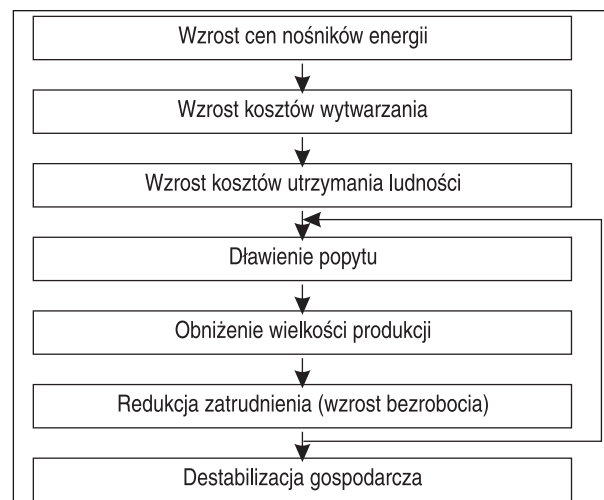 Wzrost cen nośników energii
Wzrost kosztów wytwarzania
Wzrost kosztów utrzymania ludności
Dławienie popytu
Obniżenie wielkości produkcji
Redukcja zatrudnienia (wzrost bezrobocia)
Destabilizacja gospodarcza